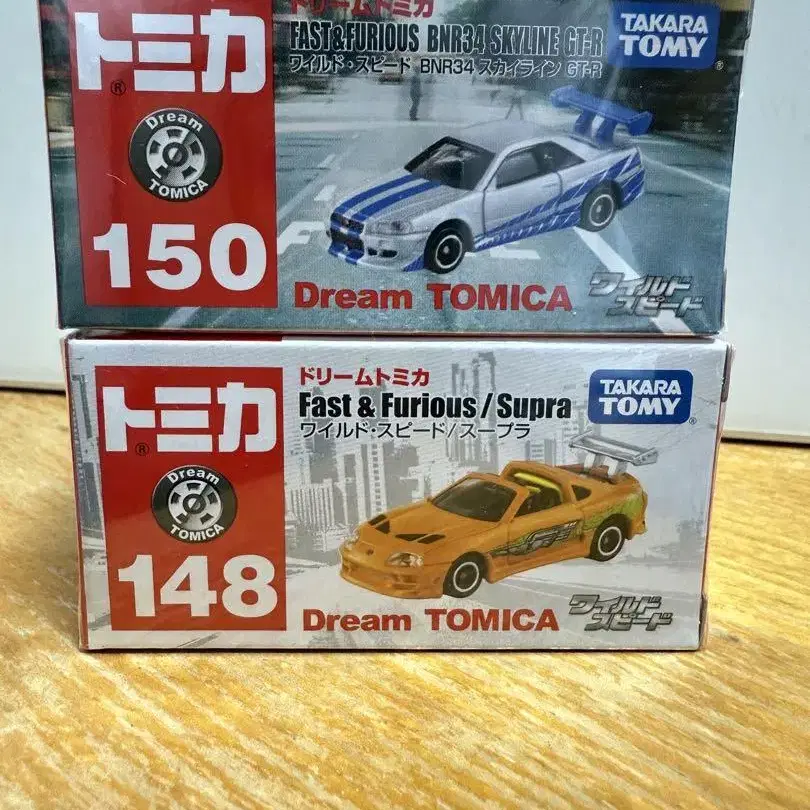 トミカ
®
Dream
TOMICA
150
ドリームトミカ
FAST&FURIOUS BNR34 SKYLINE GT-R
ワイルド・スピード BNR34 スカイライン GT-R
TAKARA
TOMY
®
Dream TOMICA
ワイルド
スピード
トミカ
®
Dream
TOMICA
148
ドリームトミカ
Fast & Furious/Supra
ワイルド・スピード/スープラ
TAKARA
TOMY
®
Dream TOMICA
ワイルド
スピード